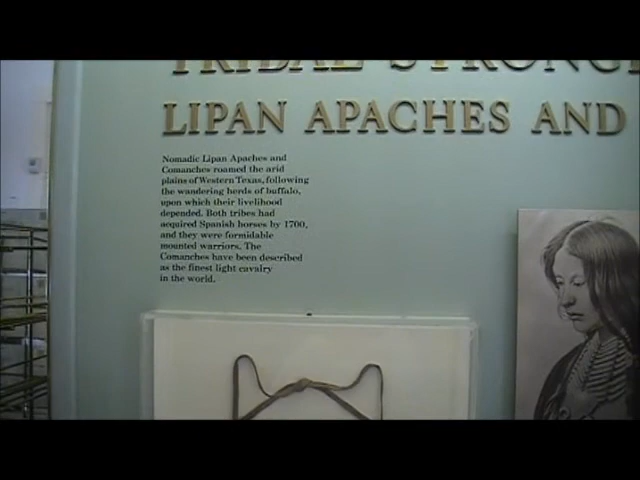 TRIBAL
LIPAN APACHES AND
Nomadic Lipan Apaches and
Comanches roamed the arid
plains of Western Texas, following
the wandering herds of buffalo,
upon which their livelihood
depended. Both tribes had
acquired Spanish horses by 1700,
and they were formidable
mounted warriors. The
Comanches have been described
as the finest light cavalry
in the world.